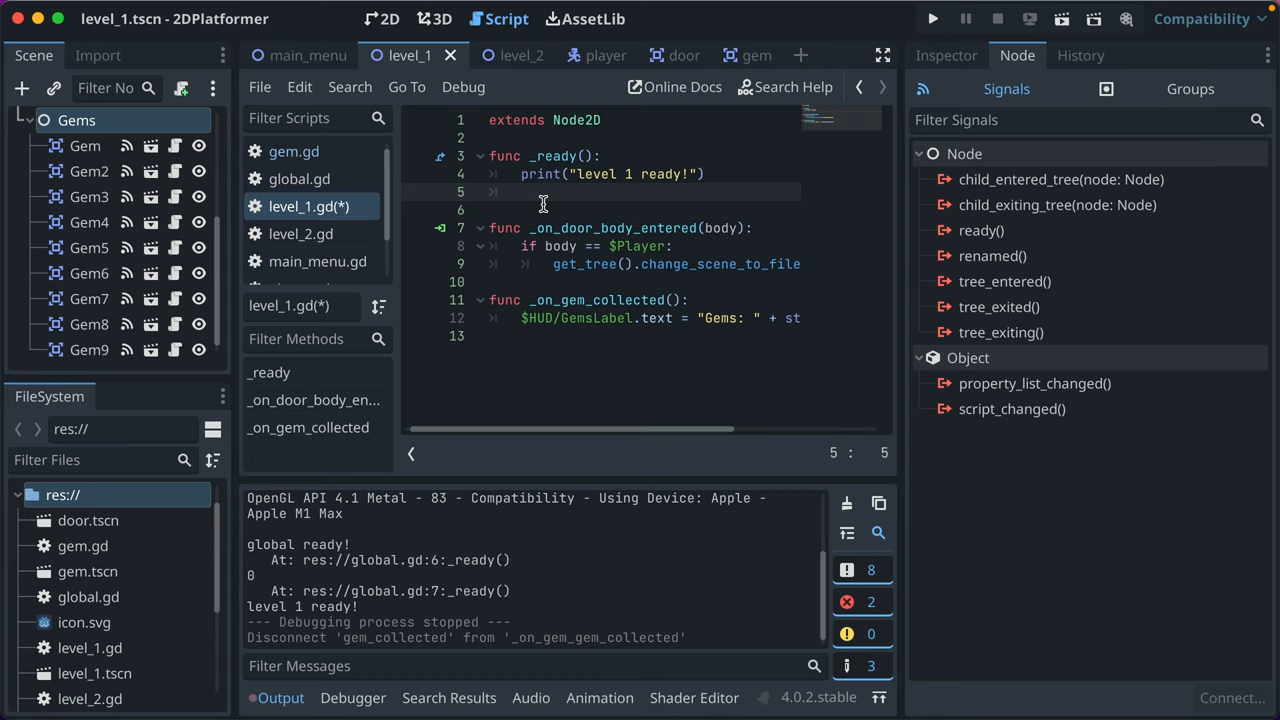 level_1.tscn - 2DPlatformer
2D
3D
Script
AssetLib
Compatibility
Scene
Import
Filter No
Gems
Gem
Gem2
Gem3
Gem4
Gem5
Gem6
Gem7
Gem8
Gem9
FileSystem
res://
Filter Files
res://
door.tscn
gem.gd
gem.tscn
global.gd
icon.svg
level_1.gd
level_1.tscn
level_2.gd
main_menu
level_1
level_2
player
door
gem
File
Edit
Search
Go To
Debug
Online Docs
Search Help
Filter Scripts
gem.gd
global.gd
level_1.gd(*)
level_2.gd
main_menu.gd
level_1.gd(*)
Filter Methods
_ready
_on_door_body_en...
_on_gem_collected
1 extends Node2D
2
3 func _ready():
4 print("level 1 ready!")
5
6
7 func _on_door_body_entered(body):
8 if body == $Player:
9 get_tree().change_scene_to_file
10
11 func _on_gem_collected():
12 $HUD/GemsLabel.text = "Gems: " + st
13
5 : 5
OpenGL API 4.1 Metal - 83 - Compatibility - Using Device: Apple -
Apple M1 Max
global ready!
At: res://global.gd:6:_ready()
0
At: res://global.gd:7:_ready()
level 1 ready!
--- Debugging process stopped ---
Disconnect 'gem_collected' from '_on_gem_gem_collected'
8
2
0
3
Filter Messages
Output
Debugger
Search Results
Audio
Animation
Shader Editor
4.0.2.stable
Inspector
Node
History
Signals
Groups
Filter Signals
Node
child_entered_tree(node: Node)
child_exiting_tree(node: Node)
ready()
renamed()
tree_entered()
tree_exited()
tree_exiting()
Object
property_list_changed()
script_changed()
Connect...